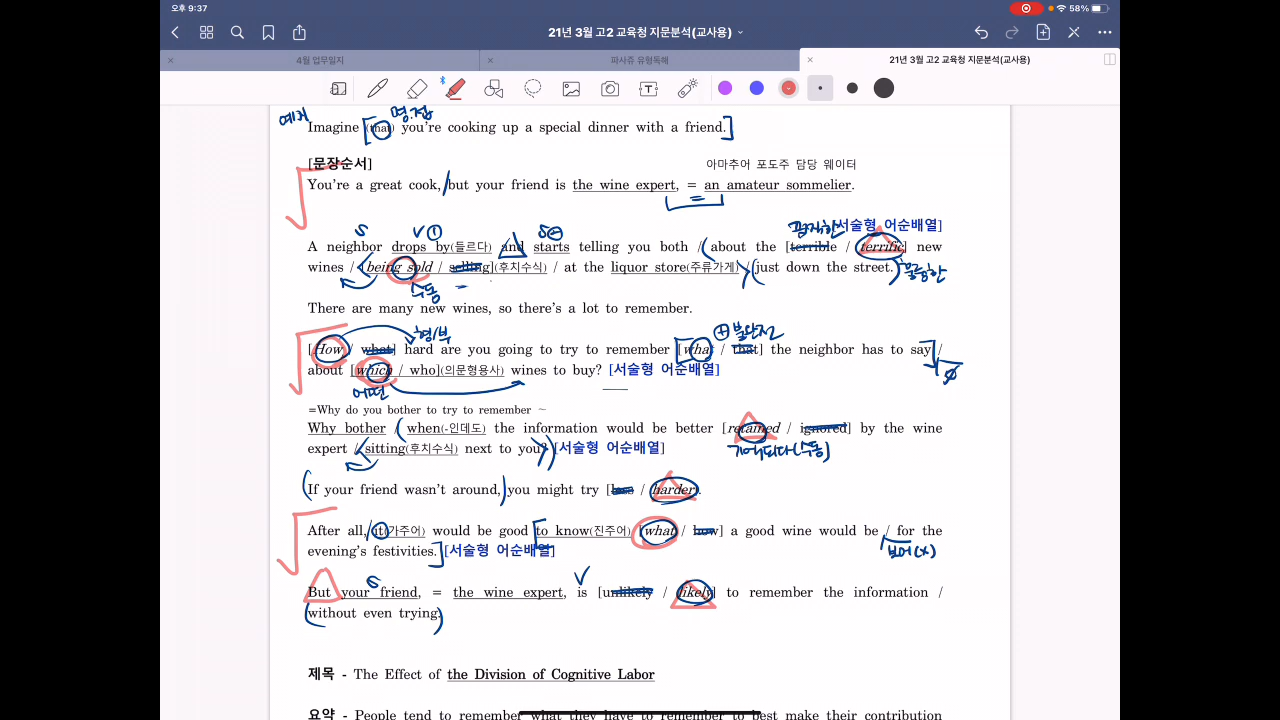 오후 9:37
58%
21년 3월 고2 교육청 지문분석(교사용)
4월 업무일지
파사쥬 유형독해
21년 3월 고2 교육청 지문분석(교사용)
예시
명.접
Imagine [(that) you're cooking up a special dinner with a friend.]
[문장순서]
아마추어 포도주 담당 웨이터
You're a great cook, / but your friend is the wine expert, = an amateur sommelier.
S V① S②
끔찍한 [서술형 어순배열]
A neighbor drops by(들르다) and starts telling you both / about the [terrible / terrific] new
wines / [being sold / selling](후치수식) / at the liquor store(주류가게) / just down the street.
수동
훌륭한
There are many new wines, so there's a lot to remember.
형/부
+불완전
[How / what] hard are you going to try to remember [what / that] the neighbor has to say /
about [which / who](의문형용사) wines to buy? [서술형 어순배열]
어떤
=Why do you bother to try to remember ~
Why bother / when(-인데도) the information would be better [retained / ignored] by the wine
기억되다(수동)
expert / sitting(후치수식) next to you? [서술형 어순배열]
If your friend wasn't around, you might try [less / harder].
After all, it(가주어) would be good to know(진주어) [what / how] a good wine would be / for the
보어(X)
evening's festivities. [서술형 어순배열]
S V
But your friend, = the wine expert, is [unlikely / likely] to remember the information /
without even trying.
제목 - The Effect of the Division of Cognitive Labor
요약 - People tend to remember what they have to remember to best make their contribution